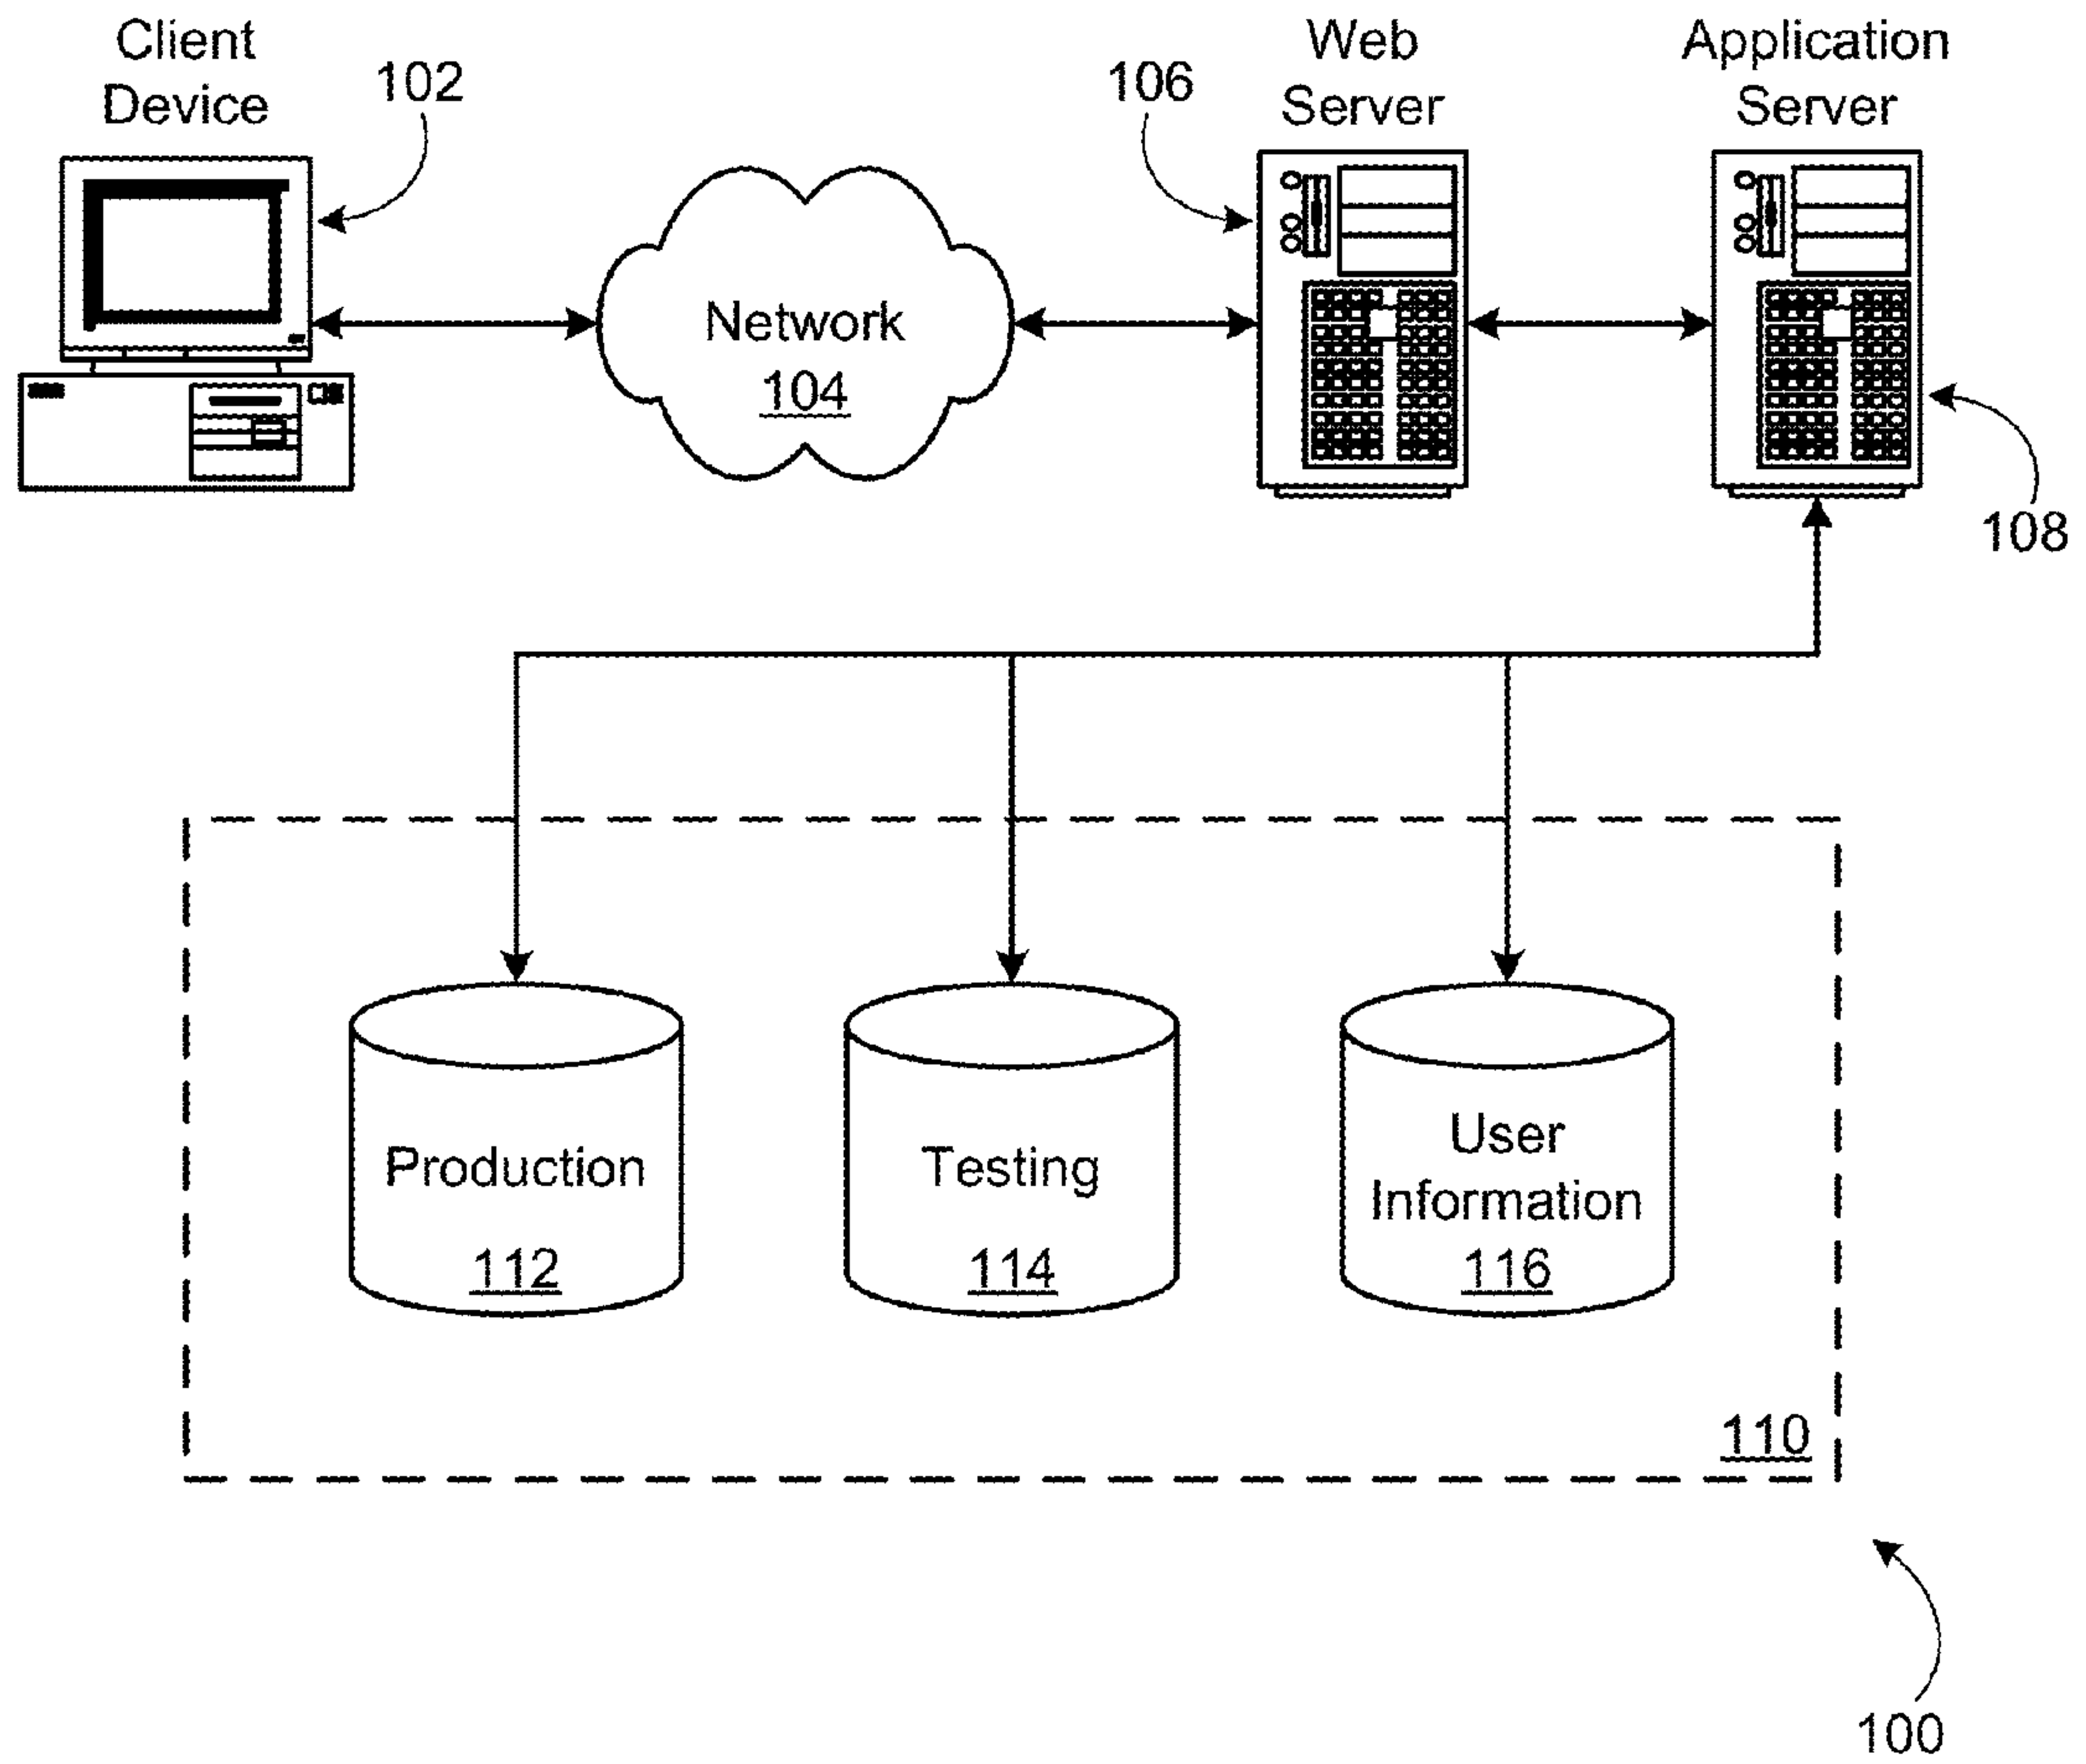 Client
Device
102
106
Web
Server
Application
Server
Network
104
108
Production
112
Testing
114
User
Information
116
110
100